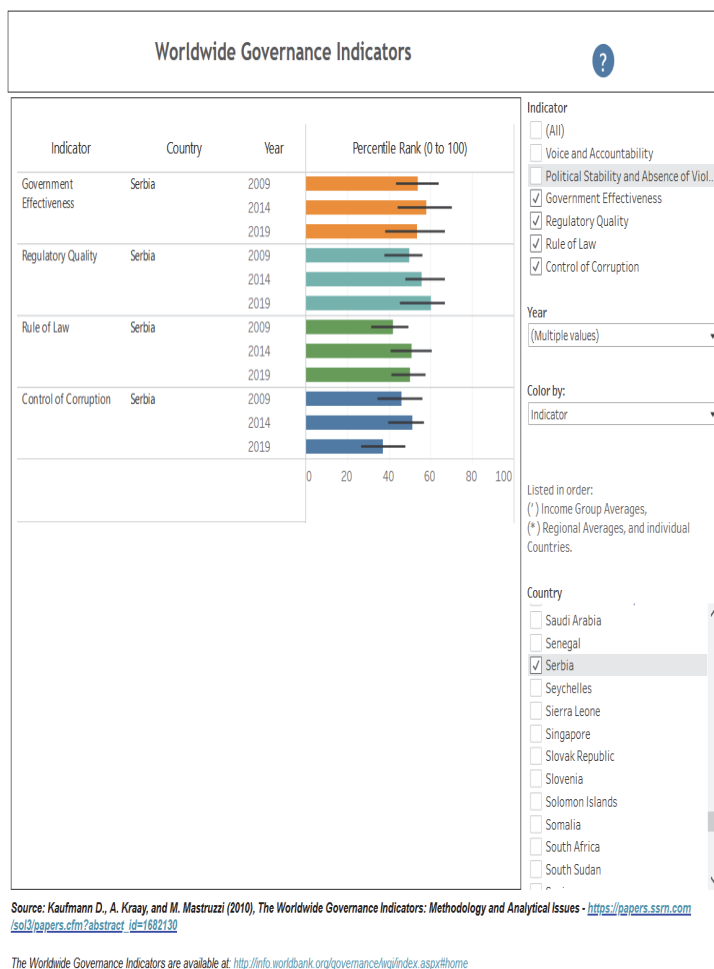 Worldwide Governance Indicators
?
Indicator Country Year Percentile Rank (0 to 100)
Government Effectiveness Serbia 2009
2014
2019
Regulatory Quality Serbia 2009
2014
2019
Rule of Law Serbia 2009
2014
2019
Control of Corruption Serbia 2009
2014
2019
0 20 40 60 80 100
Indicator
(All)
Voice and Accountability
Political Stability and Absence of Viol..
Government Effectiveness
Regulatory Quality
Rule of Law
Control of Corruption
Year
(Multiple values)
Color by:
Indicator
Listed in order:
(') Income Group Averages,
(*) Regional Averages, and individual
Countries.
Country
Saudi Arabia
Senegal
Serbia
Seychelles
Sierra Leone
Singapore
Slovak Republic
Slovenia
Solomon Islands
Somalia
South Africa
South Sudan
Source: Kaufmann D., A. Kraay, and M. Mastruzzi (2010), The Worldwide Governance Indicators: Methodology and Analytical Issues - https://papers.ssrn.com
/sol3/papers.cfm?abstract_id=1682130
The Worldwide Governance Indicators are available at: http://info.worldbank.org/governance/wgi/index.aspx#home